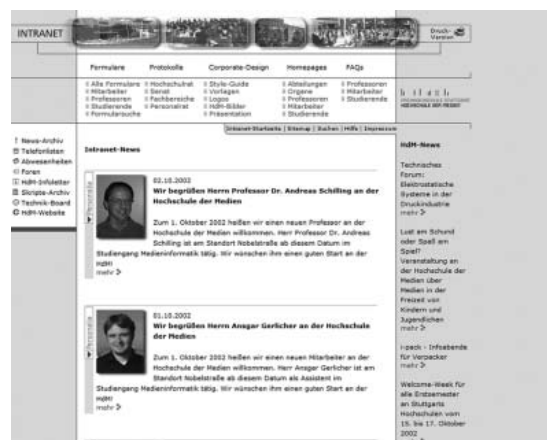 INTRANET
Druck-
Version
Formulare Protokolle Corporate-Design Homepages FAQs
Alle Formulare Hochschulrat Style-Guide Abteilungen Professoren
Mitarbeiter Senat Vorlagen Organe Mitarbeiter
Professoren Fachbereiche Logos Professoren Studierende
Studierende Personalrat HdM-Bilder Mitarbeiter
Formularsuche Präsentation Studierende
HOCHSCHULE DER MEDIEN
Intranet-Startseite | Sitemap | Suchen | Hilfe | Impressum
News-Archiv
Telefonlisten
Abwesenheiten
Foren
HdM-Infoletter
Skripte-Archiv
Technik-Board
HdM-Website
Intranet-News
Personalie
02.10.2002
Wir begrüßen Herrn Professor Dr. Andreas Schilling an der
Hochschule der Medien
Zum 1. Oktober 2002 heißen wir einen neuen Professor an der
Hochschule der Medien willkommen. Herr Professor Dr. Andreas
Schilling ist am Standort Nobelstraße ab diesem Datum im
Studiengang Medieninformatik tätig. Wir wünschen ihm einen guten Start an der
HdM!
mehr
Personalie
01.10.2002
Wir begrüßen Herrn Ansgar Gerlicher an der Hochschule
der Medien
Zum 1. Oktober 2002 heißen wir einen neuen Mitarbeiter an der
Hochschule der Medien willkommen. Herr Ansgar Gerlicher ist am
Standort Nobelstraße ab diesem Datum als Assistent im
Studiengang Medieninformatik tätig. Wir wünschen ihm einen guten Start an der
HdM!
mehr
HdM-News
Technisches
Forum:
Elektrostatische
Systeme in der
Druckindustrie
mehr
Lust am Schund
oder Spaß am
Spiel?
Veranstaltung an
der Hochschule der
Medien über
Medien in der
Freizeit von
Kindern und
Jugendlichen
mehr
i-pack - Infoabende
für Verpacker
mehr
Welcome-Week für
alle Erstsemester
an Stuttgarts
Hochschulen vom
15. bis 17. Oktober
2002